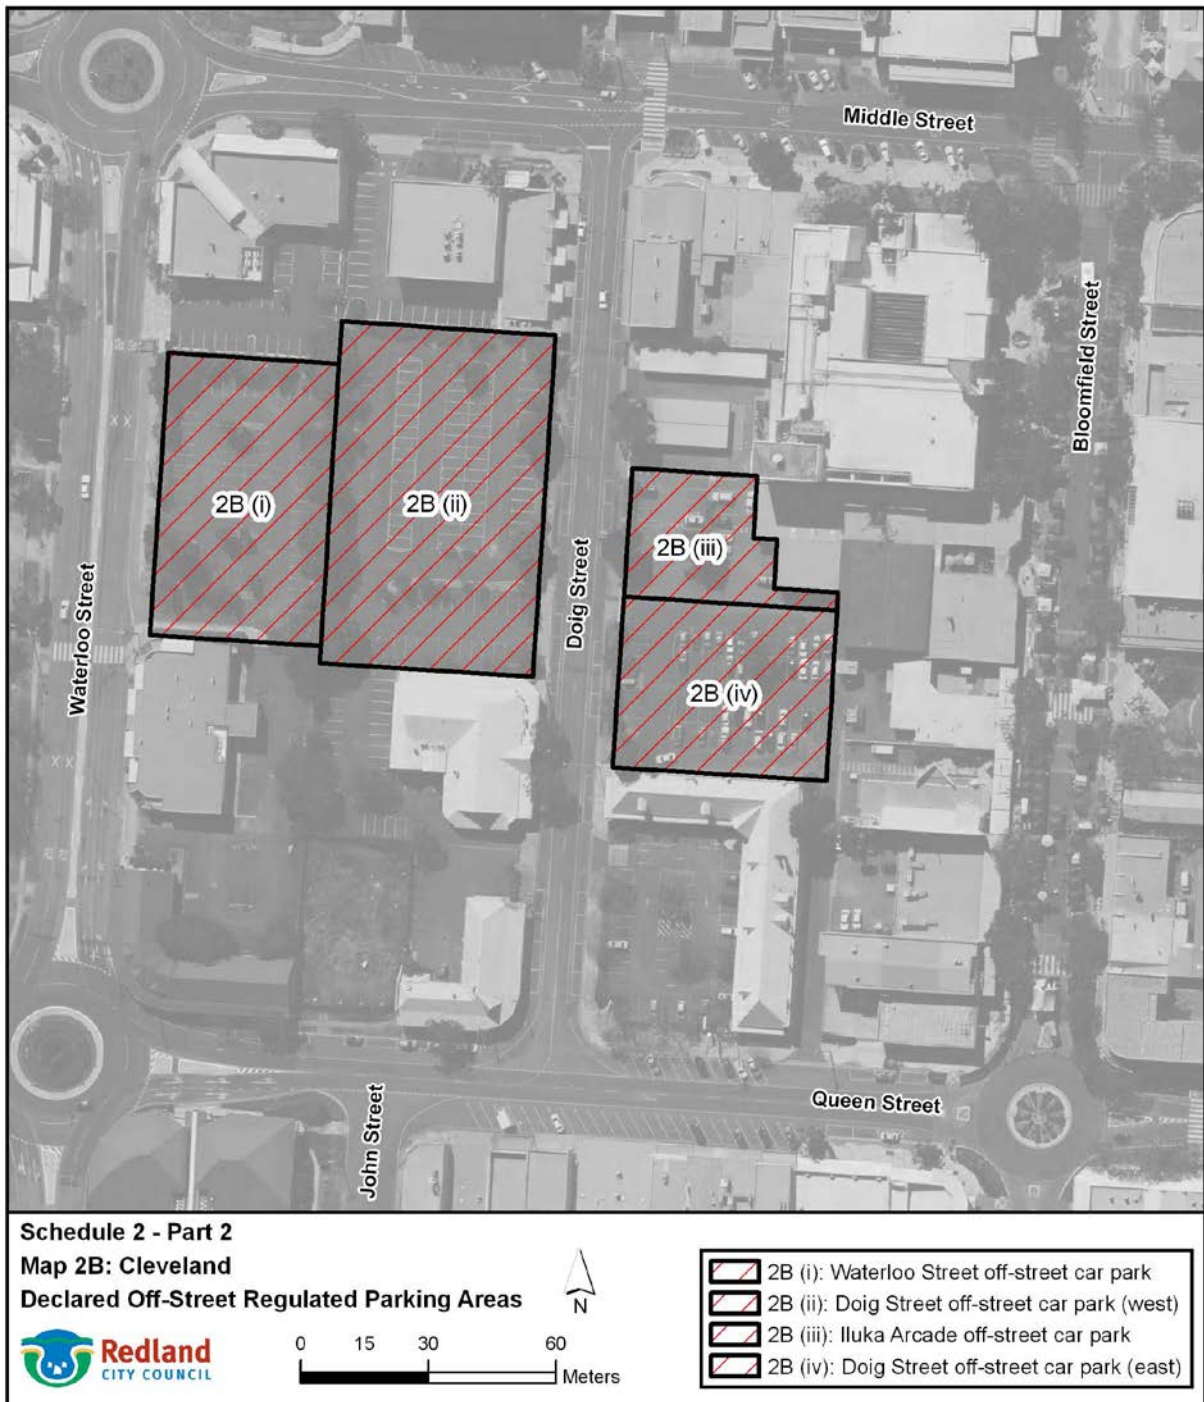 Middle Street
Bloomfield Street
2B (i)
2B (ii)
2B (iii)
Doig Street
Waterloo Street
2B (iv)
Queen Street
John Street
Schedule 2 - Part 2
Map 2B: Cleveland
Declared Off-Street Regulated Parking Areas
N
Redland
CITY COUNCIL
0 15 30 60
Meters
2B (i): Waterloo Street off-street car park
2B (ii): Doig Street off-street car park (west)
2B (iii): Iluka Arcade off-street car park
2B (iv): Doig Street off-street car park (east)